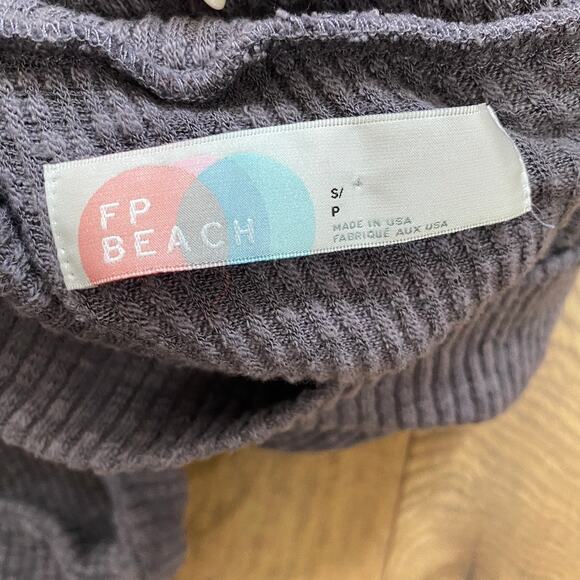 FP
BEACH
S/
P
MADE IN USA
FABRIQUÉ AUX USA